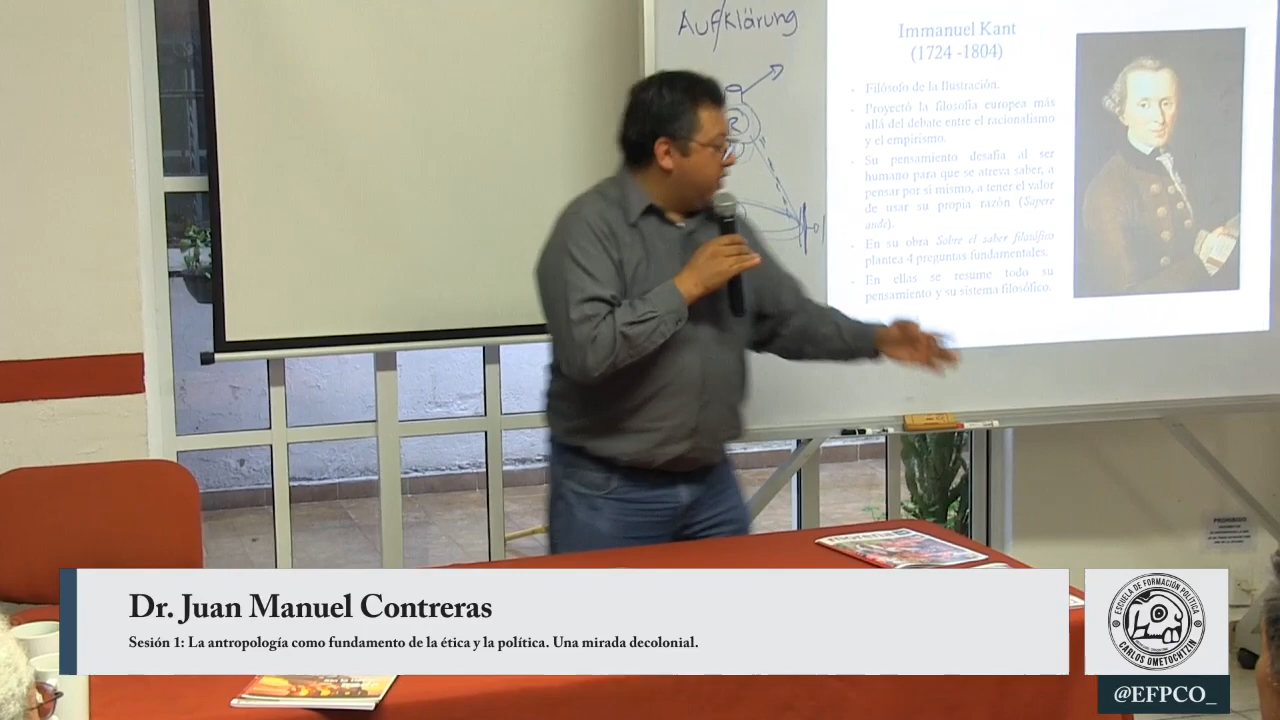 Aufklärung
R
Immanuel Kant
(1724 -1804)
Filósofo de la Ilustración.
Proyectó la filosofía europea más
allá del debate entre el racionalismo
y el empirismo.
Su pensamiento desafía al ser
humano para que se atreva saber, a
pensar por sí mismo, a tener el valor
de usar su propia razón (Sapere
aude).
En su obra Sobre el saber filosófico
plantea 4 preguntas fundamentales.
En ellas se resume todo su
pensamiento y su sistema filosófico.
PROHIBIDO
morena
Dr. Juan Manuel Contreras
Sesión 1: La antropología como fundamento de la ética y la política. Una mirada decolonial.
ESCUELA DE FORMACIÓN POLÍTICA
CARLOS OMETOCHTZIN
@EFPCO_